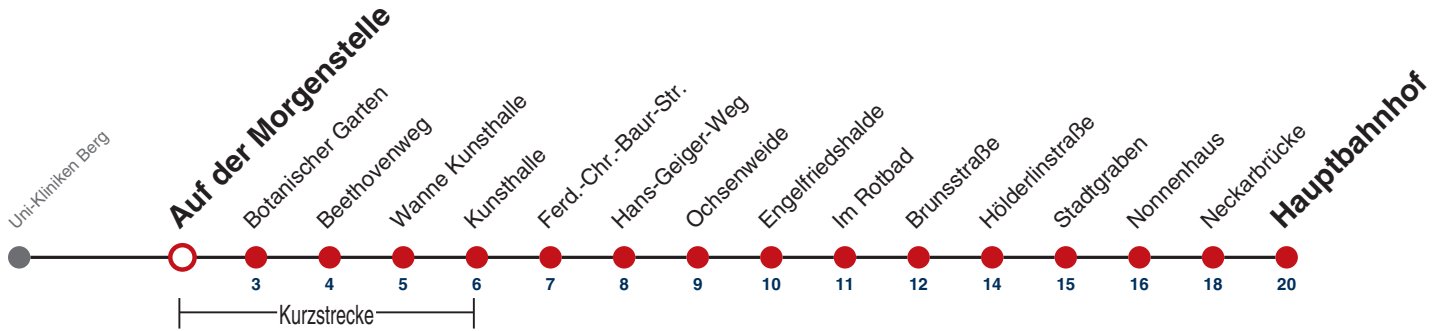 Uni-Kliniken Berg
Auf der Morgenstelle
Botanischer Garten
Beethovenweg
Wanne Kunsthalle
Kunsthalle
Ferd.-Chr.-Baur-Str.
Hans-Geiger-Weg
Ochsenweide
Engelfriedshalde
Im Rotbad
Brunsstraße
Hölderlinstraße
Stadtgraben
Nonnenhaus
Neckarbrücke
Hauptbahnhof
3 4 5 6 7 8 9 10 11 12 14 15 16 18 20
Kurzstrecke